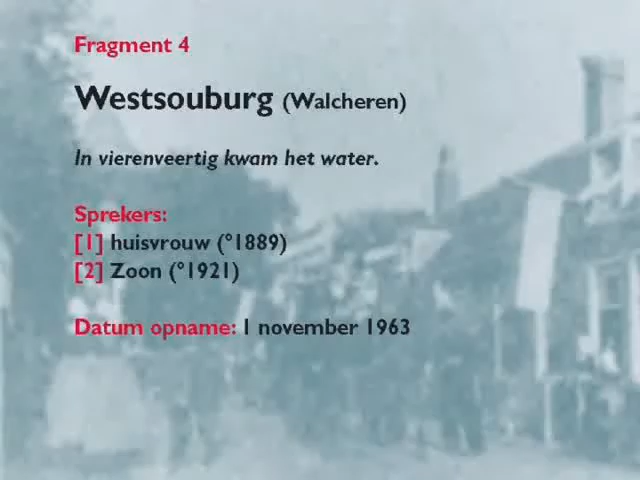 Fragment 4
Westsouburg (Walcheren)
In vierenveertig kwam het water.
Sprekers:
[1] huisvrouw (°1889)
[2] Zoon (°1921)
Datum opname: 1 november 1963